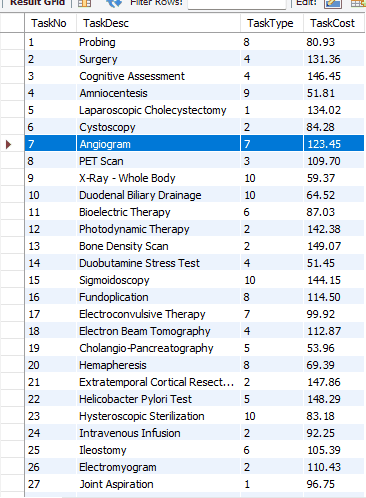 Result Grid Filter Rows: Edit:
TaskNo TaskDesc TaskType TaskCost
1 Probing 8 80.93
2 Surgery 4 131.36
3 Cognitive Assessment 4 146.45
4 Amniocentesis 9 51.81
5 Laparoscopic Cholecystectomy 1 134.02
6 Cystoscopy 2 84.28
7 Angiogram 7 123.45
8 PET Scan 3 109.70
9 X-Ray - Whole Body 10 59.37
10 Duodenal Biliary Drainage 10 64.52
11 Bioelectric Therapy 6 87.03
12 Photodynamic Therapy 2 142.38
13 Bone Density Scan 2 149.07
14 Duobutamine Stress Test 4 51.45
15 Sigmoidoscopy 10 144.15
16 Fundoplication 8 114.50
17 Electroconvulsive Therapy 7 99.92
18 Electron Beam Tomography 4 112.87
19 Cholangio-Pancreatography 5 53.96
20 Hemapheresis 8 69.39
21 Extratemporal Cortical Resect... 2 147.86
22 Helicobacter Pylori Test 5 148.29
23 Hysteroscopic Sterilization 10 83.18
24 Intravenous Infusion 2 92.25
25 Ileostomy 6 105.39
26 Electromyogram 2 110.43
27 Joint Aspiration 1 96.75